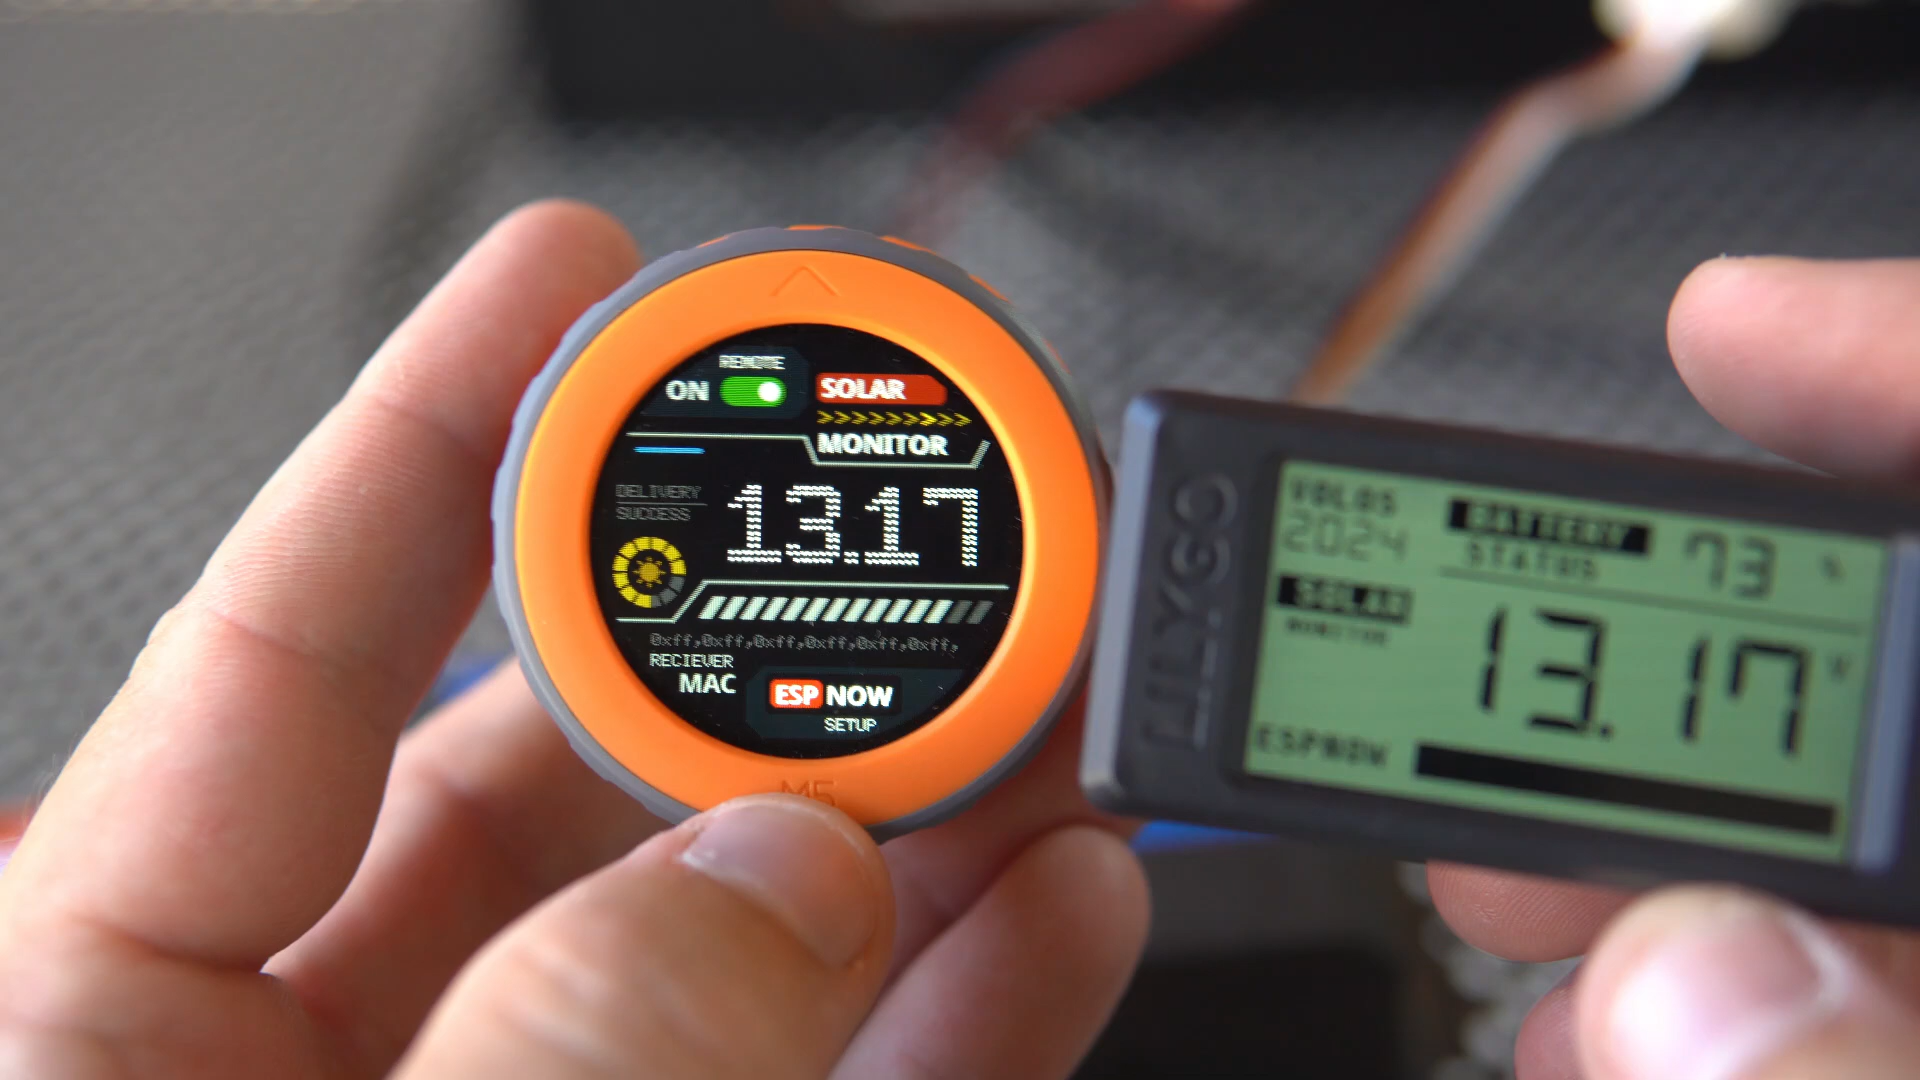 REMOTE
ON
SOLAR
>>>>>>>>>
MONITOR
DELIVERY
SUCCESS
13.17
0xff,0xff,0xff,0xff,0xff,0xff,
RECIEVER
MAC
ESP NOW
SETUP
M5
LILYGO
VOLOS
2024
BATTERY
STATUS
73 %
SOLAR
MONITOR
13.17 V
ESPNOW